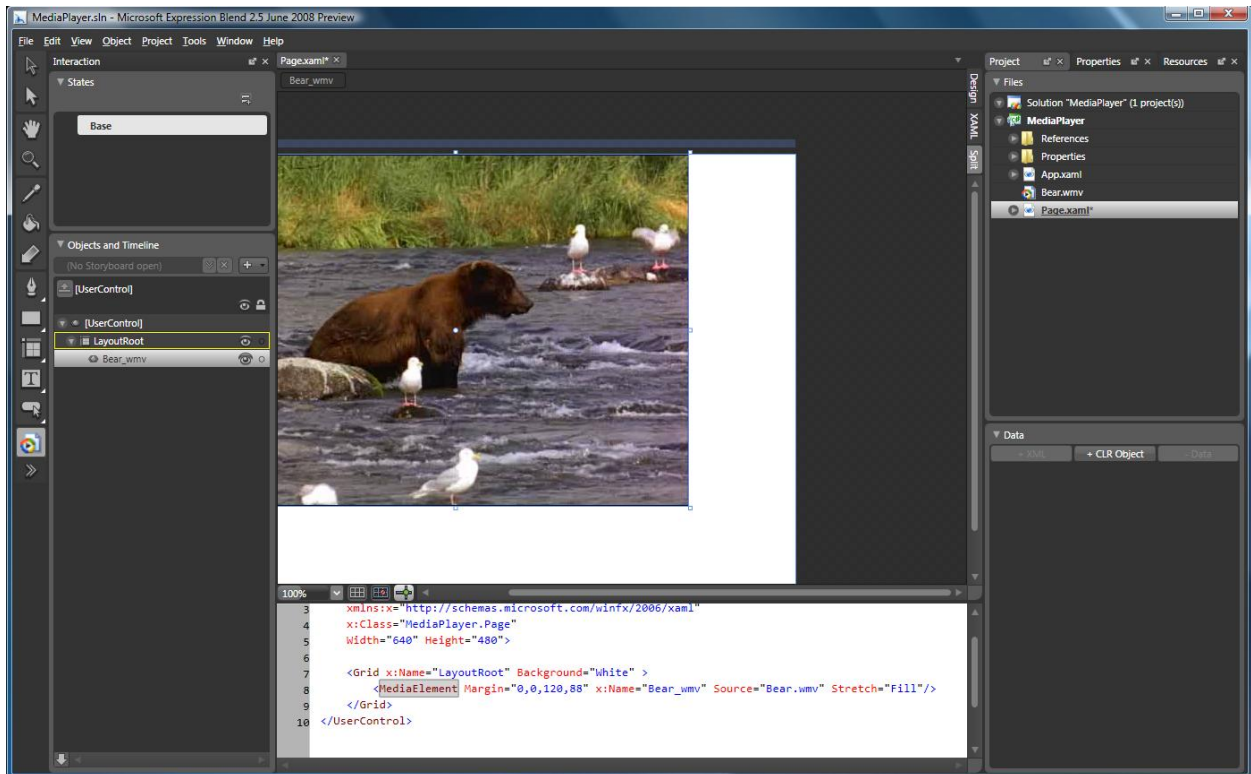 MediaPlayer.sln - Microsoft Expression Blend 2.5 June 2008 Preview
File Edit View Object Project Tools Window Help
Interaction
States
Base
Objects and Timeline
(No Storyboard open)
[UserControl]
[UserControl]
LayoutRoot
Bear_wmv
Page.xaml*
Bear_wmv
Design
XAML
Split
100%
3 xmlns:x="http://schemas.microsoft.com/winfx/2006/xaml"
4 x:Class="MediaPlayer.Page"
5 Width="640" Height="480">
6
7 <Grid x:Name="LayoutRoot" Background="White" >
8 <MediaElement Margin="0,0,120,88" x:Name="Bear_wmv" Source="Bear.wmv" Stretch="Fill"/>
9 </Grid>
10 </UserControl>
Project Properties Resources
Files
Solution "MediaPlayer" (1 project(s))
MediaPlayer
References
Properties
App.xaml
Bear.wmv
Page.xaml*
Data
+ XML + CLR Object - Data